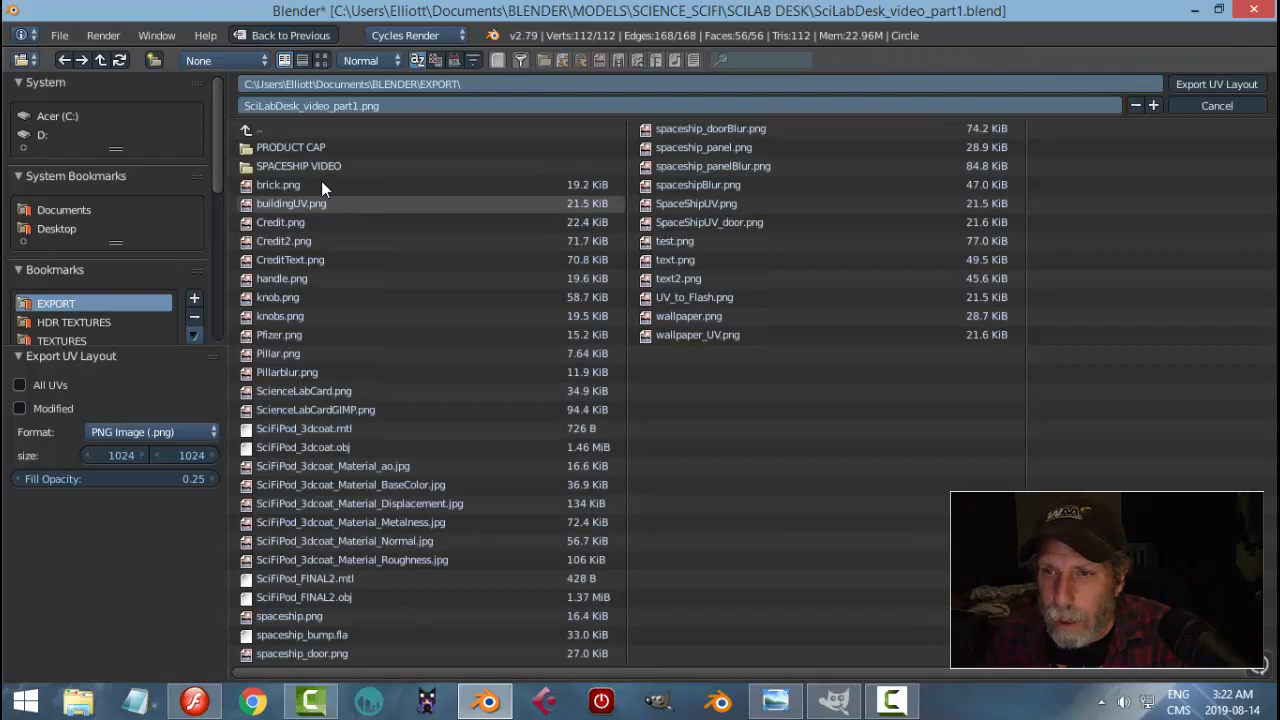 Blender* [C:\Users\Elliott\Documents\BLENDER\MODELS\SCIENCE_SCIFI\SCILAB DESK\SciLabDesk_video_part1.blend]
File Render Window Back to Previous Cycles Render v2.79 | Verts:112/112 | Edges:168/168 | Faces:56/56 | Tris:112 | Mem:22.96M | Circle
None Normal
System
C:\Users\Elliott\Documents\BLENDER\EXPORT\ Export UV Layout
SciLabDesk_video_part1.png Cancel
Acer (C:)
D:
System Bookmarks
Documents
Desktop
Bookmarks
EXPORT
HDR TEXTURES
TEXTURES
Export UV Layout
All UVs
Modified
Format: PNG Image (.png)
size: 1024 1024
Fill Opacity: 0.25
..
PRODUCT CAP
SPACESHIP VIDEO
brick.png 19.2 KiB
buildingUV.png 21.5 KiB
Credit.png 22.4 KiB
Credit2.png 71.7 KiB
CreditText.png 70.8 KiB
handle.png 19.6 KiB
knob.png 58.7 KiB
knobs.png 19.5 KiB
Pfizer.png 15.2 KiB
Pillar.png 7.64 KiB
Pillarblur.png 11.9 KiB
ScienceLabCard.png 34.9 KiB
ScienceLabCardGIMP.png 94.4 KiB
SciFiPod_3dcoat.mtl 726 B
SciFiPod_3dcoat.obj 1.46 MiB
SciFiPod_3dcoat_Material_ao.jpg 16.6 KiB
SciFiPod_3dcoat_Material_BaseColor.jpg 36.9 KiB
SciFiPod_3dcoat_Material_Displacement.jpg 134 KiB
SciFiPod_3dcoat_Material_Metalness.jpg 72.4 KiB
SciFiPod_3dcoat_Material_Normal.jpg 56.7 KiB
SciFiPod_3dcoat_Material_Roughness.jpg 106 KiB
SciFiPod_FINAL2.mtl 428 B
SciFiPod_FINAL2.obj 1.37 MiB
spaceship.png 16.4 KiB
spaceship_bump.fla 33.0 KiB
spaceship_door.png 27.0 KiB
spaceship_doorBlur.png 74.2 KiB
spaceship_panel.png 28.9 KiB
spaceship_panelBlur.png 84.8 KiB
spaceshipBlur.png 47.0 KiB
SpaceShipUV.png 21.5 KiB
SpaceShipUV_door.png 21.6 KiB
test.png 77.0 KiB
text.png 49.5 KiB
text2.png 45.6 KiB
UV_to_Flash.png 21.5 KiB
wallpaper.png 28.7 KiB
wallpaper_UV.png 21.6 KiB
ENG 3:22 AM
CMS 2019-08-14